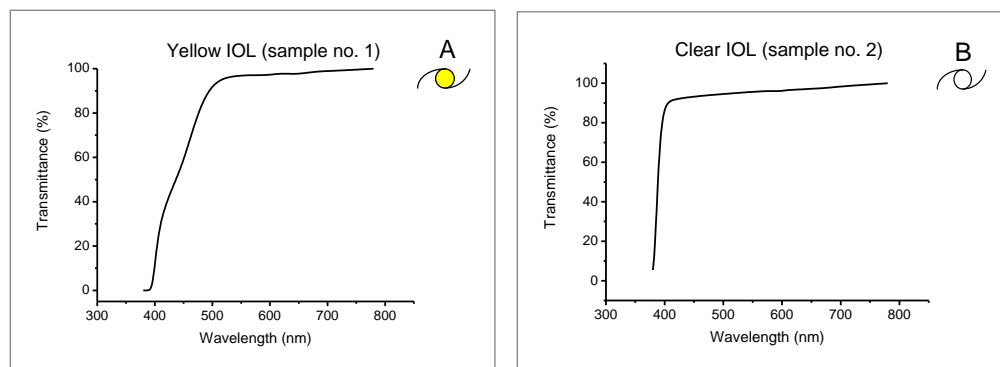 Yellow IOL (sample no. 1)
A
100
80
60
40
20
0
Transmittance (%)
300 400 500 600 700 800
Wavelength (nm)
Clear IOL (sample no. 2)
B
100
80
60
40
20
0
Transmittance (%)
300 400 500 600 700 800
Wavelength (nm)